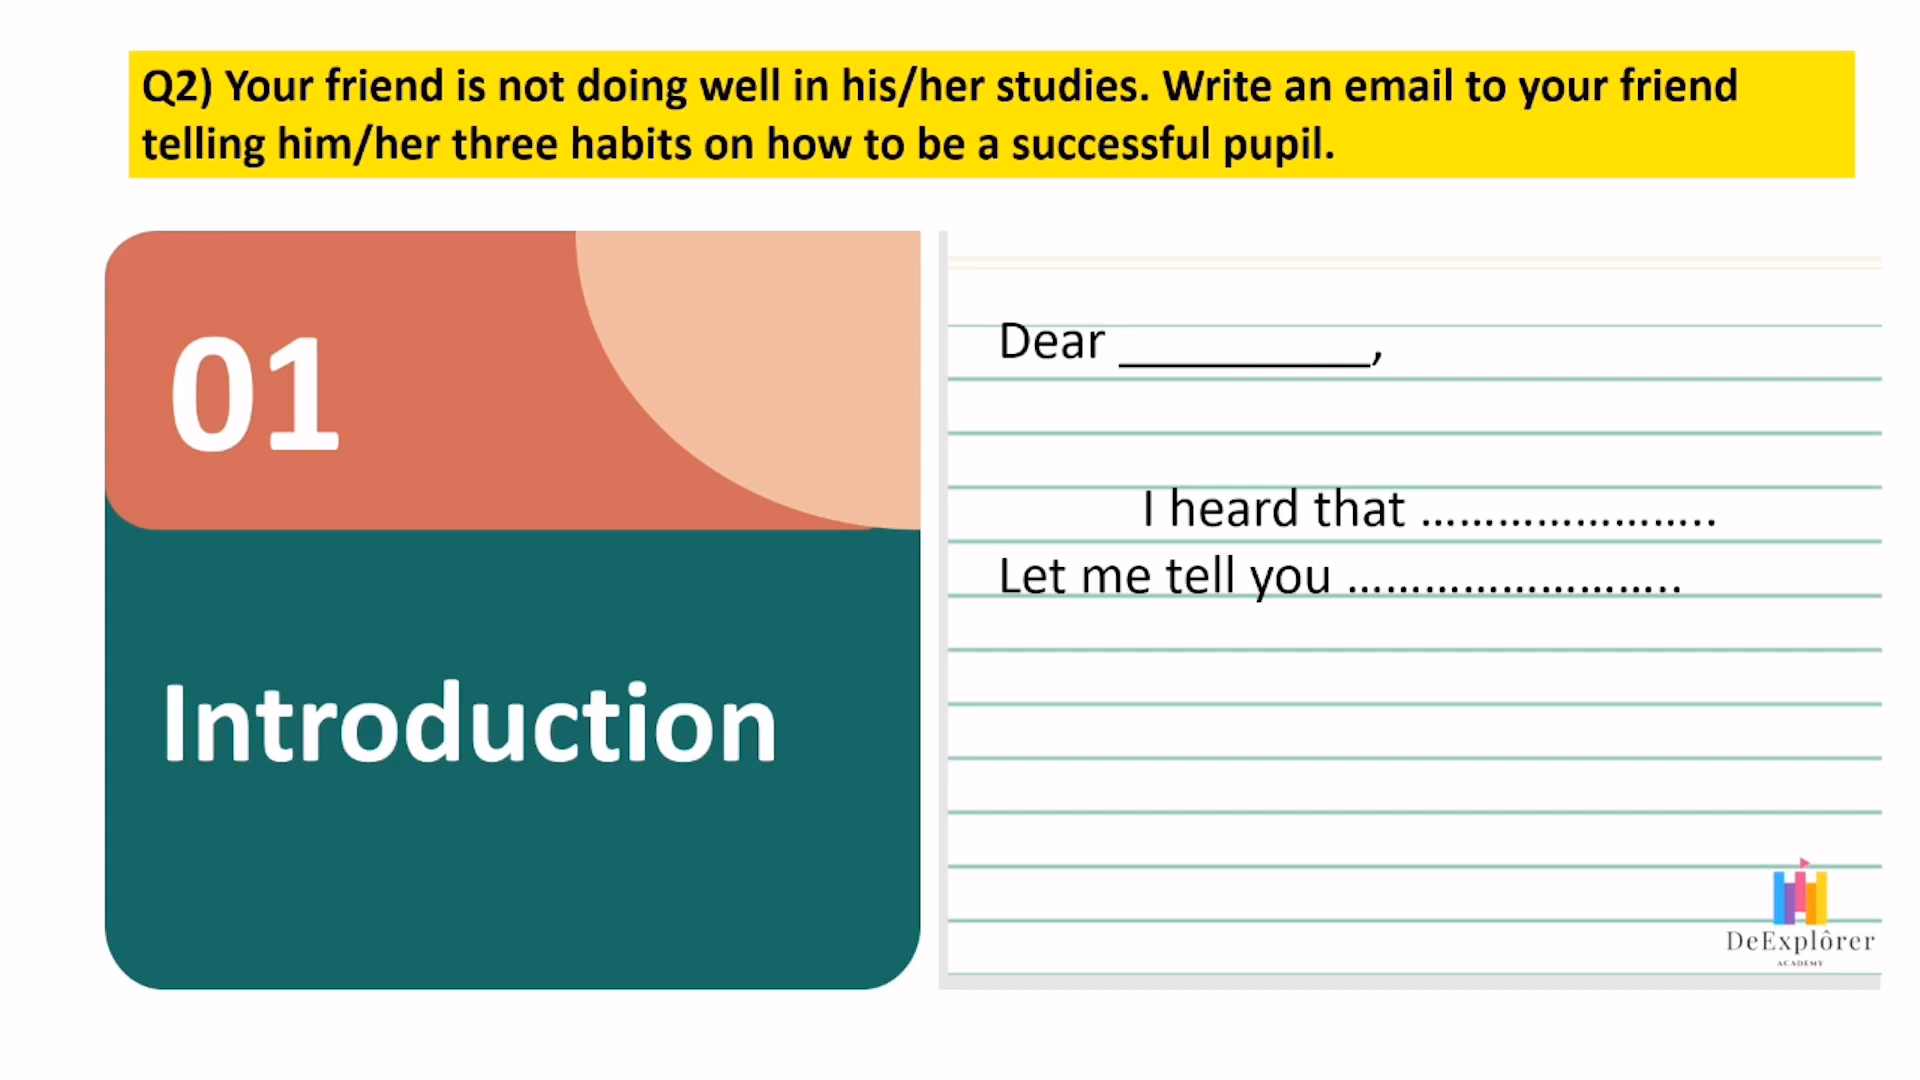 Q2) Your friend is not doing well in his/her studies. Write an email to your friend
telling him/her three habits on how to be a successful pupil.
01
Introduction
Dear __________,
I heard that …………………..
Let me tell you ……………………..
DeExplôrer
ACADEMY